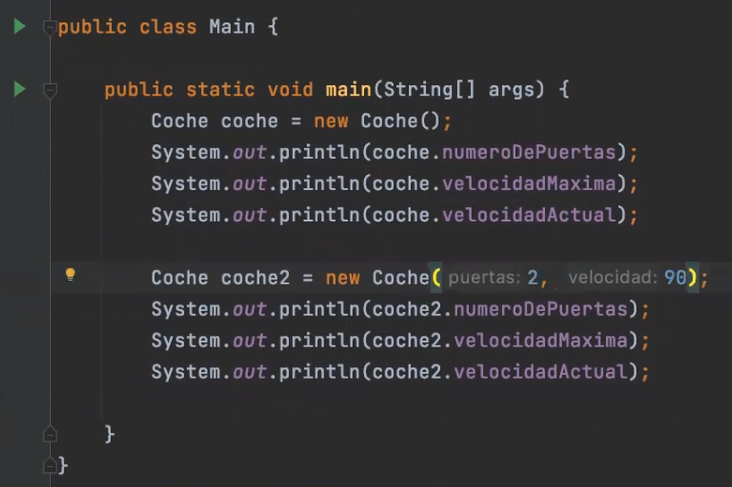 public class Main {
public static void main(String[] args) {
Coche coche = new Coche();
System.out.println(coche.numeroDePuertas);
System.out.println(coche.velocidadMaxima);
System.out.println(coche.velocidadActual);
Coche coche2 = new Coche( puertas: 2, velocidad: 90);
System.out.println(coche2.numeroDePuertas);
System.out.println(coche2.velocidadMaxima);
System.out.println(coche2.velocidadActual);
}
}